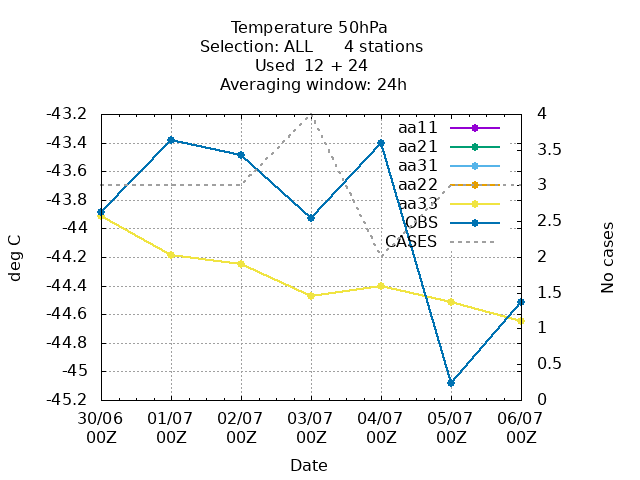 Temperature 50hPa
Selection: ALL      4 stations
Used  12 + 24
Averaging window: 24h
-43.2
-43.4
-43.6
-43.8
-44
-44.2
-44.4
-44.6
-44.8
-45
-45.2
deg C
4
3.5
3
2.5
2
1.5
1
0.5
0
No cases
aa11
aa21
aa31
aa22
aa33
OBS
CASES
30/06 01/07 02/07 03/07 04/07 05/07 06/07
00Z 00Z 00Z 00Z 00Z 00Z 00Z
Date